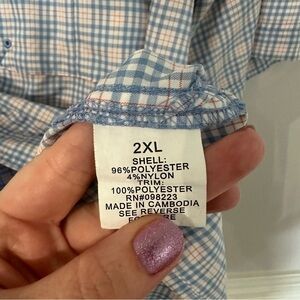 2XL
SHELL:
96%POLYESTER
4%NYLON
TRIM:
100%POLYESTER
RN#098223
MADE IN CAMBODIA
SEE REVERSE